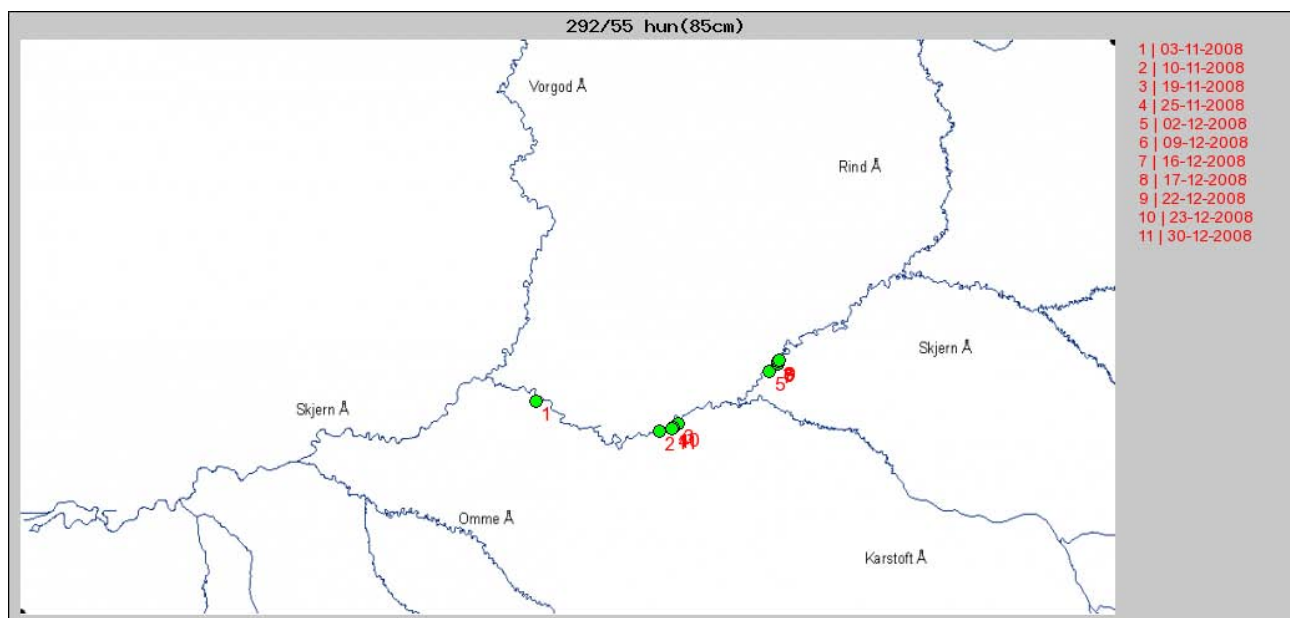 292/55 hun(85cm)
1 | 03-11-2008
2 | 10-11-2008
3 | 19-11-2008
4 | 25-11-2008
5 | 02-12-2008
6 | 09-12-2008
7 | 16-12-2008
8 | 17-12-2008
9 | 22-12-2008
10 | 23-12-2008
11 | 30-12-2008
Vorgod Å
Rind Å
Skjern Å
Skjern Å
Omme Å
Karstoft Å
1
2
5